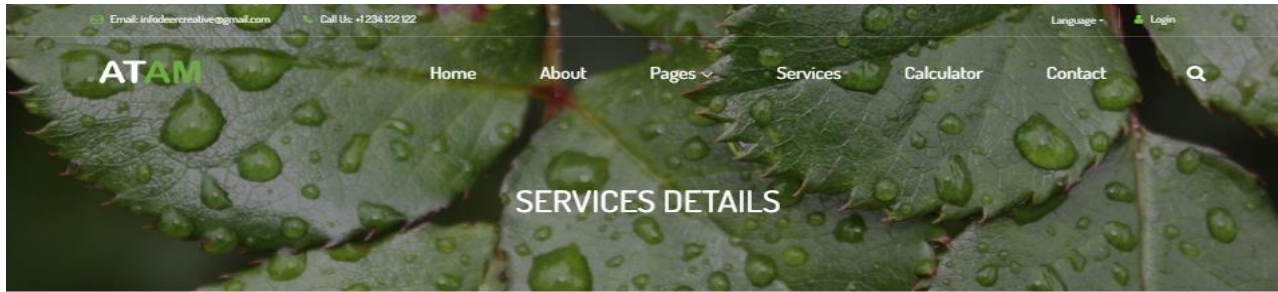 Email: infodeercreative@gmail.com Call Us: +1 234 122 122 Language Login
ATAM Home About Pages Services Calculator Contact
SERVICES DETAILS